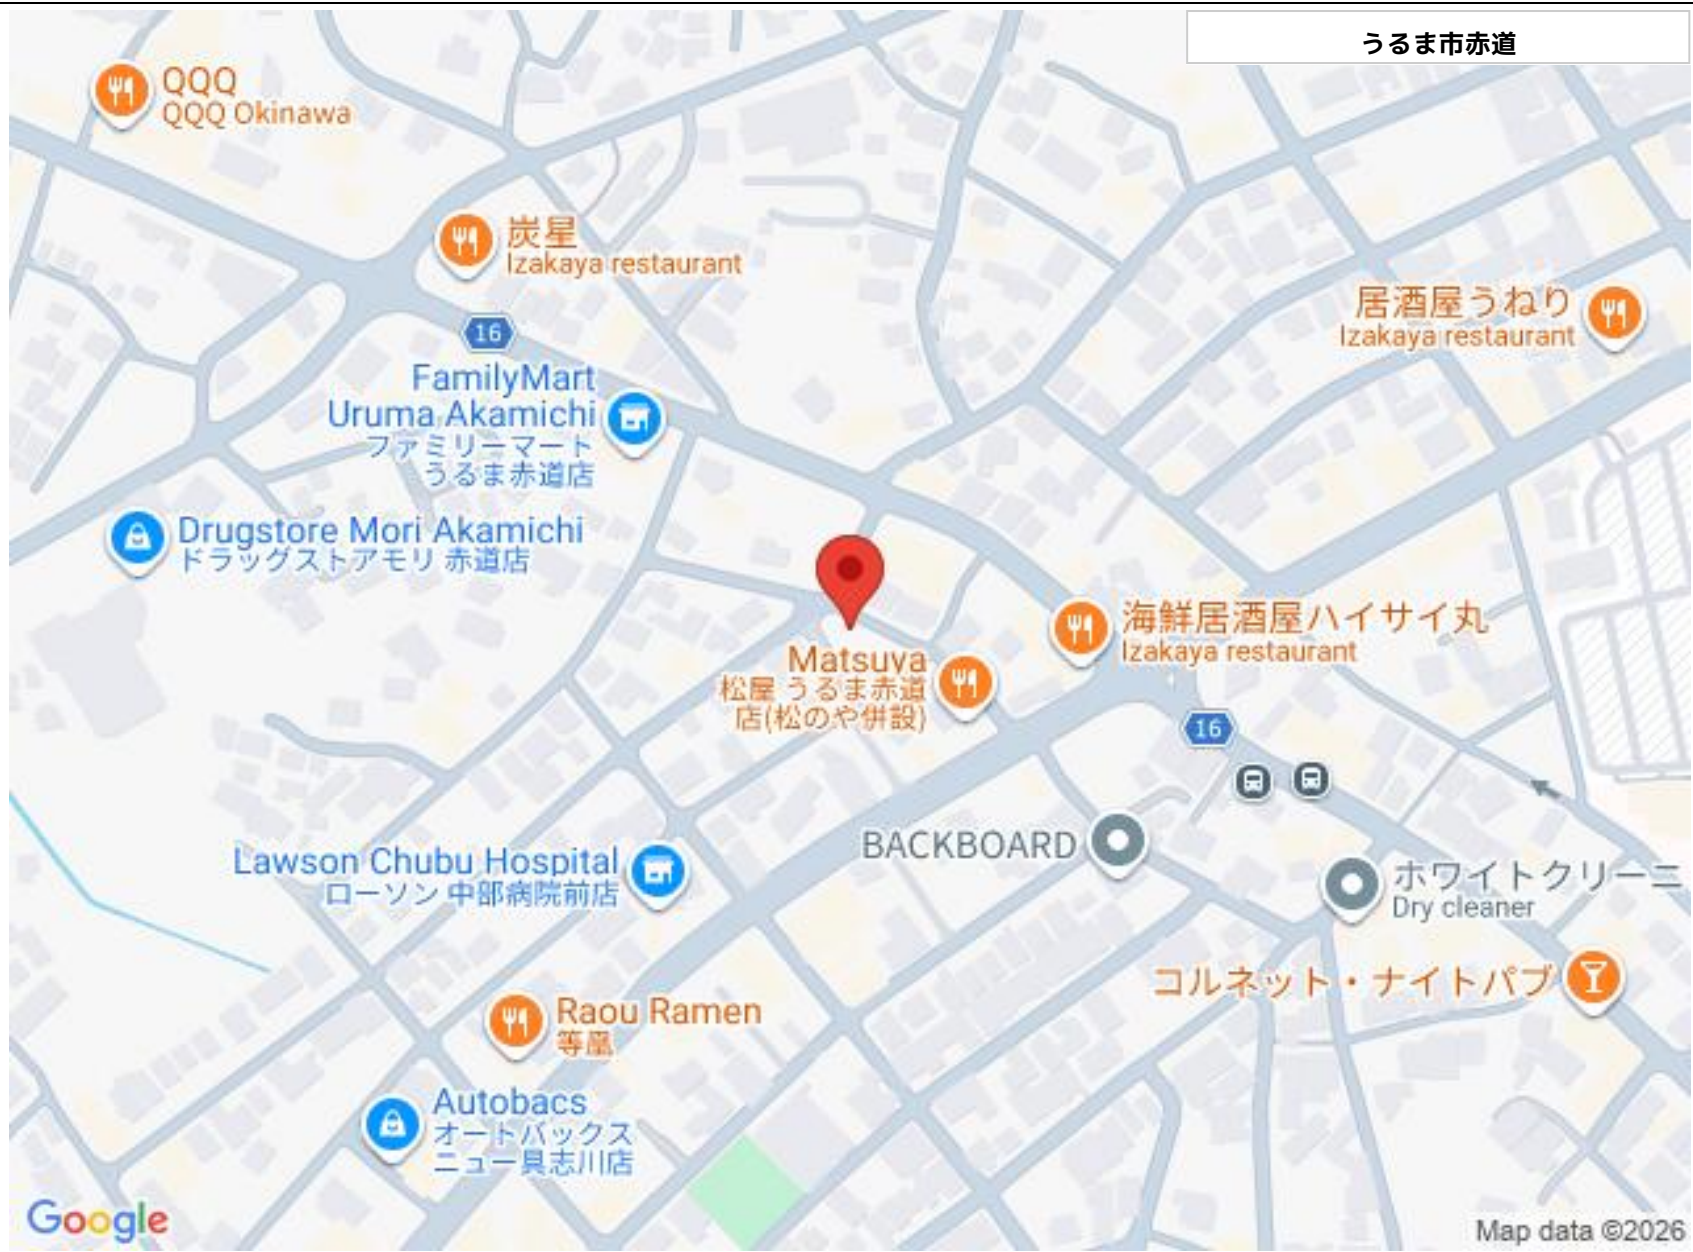 うるま市赤道
QQQ
QQQ Okinawa
炭星
Izakaya restaurant
居酒屋うねり
Izakaya restaurant
16
FamilyMart
Uruma Akamichi
ファミリーマート
うるま赤道店
Drugstore Mori Akamichi
ドラッグストアモリ 赤道店
海鮮居酒屋ハイサイ丸
Izakaya restaurant
Matsuya
松屋 うるま赤道
店(松のや併設)
16
BACKBOARD
Lawson Chubu Hospital
ローソン 中部病院前店
ホワイトクリーニ
Dry cleaner
コルネット・ナイトパブ
Raou Ramen
等凰
Autobacs
オートバックス
ニュー具志川店
Google
Map data ©2026